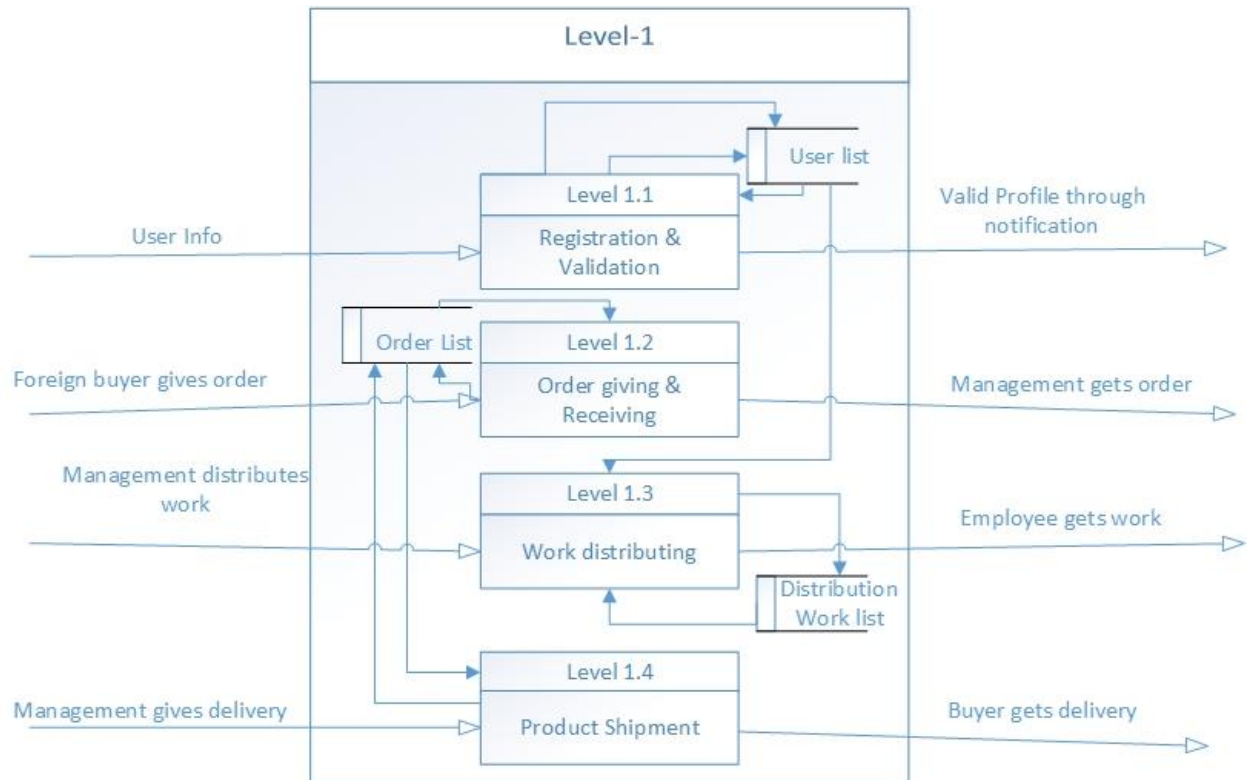 Level-1
User list
Level 1.1
Registration &
Validation
User Info
Valid Profile through
notification
Order List
Level 1.2
Order giving &
Receiving
Foreign buyer gives order
Management gets order
Management distributes
work
Level 1.3
Work distributing
Employee gets work
Distribution
Work list
Level 1.4
Product Shipment
Management gives delivery
Buyer gets delivery